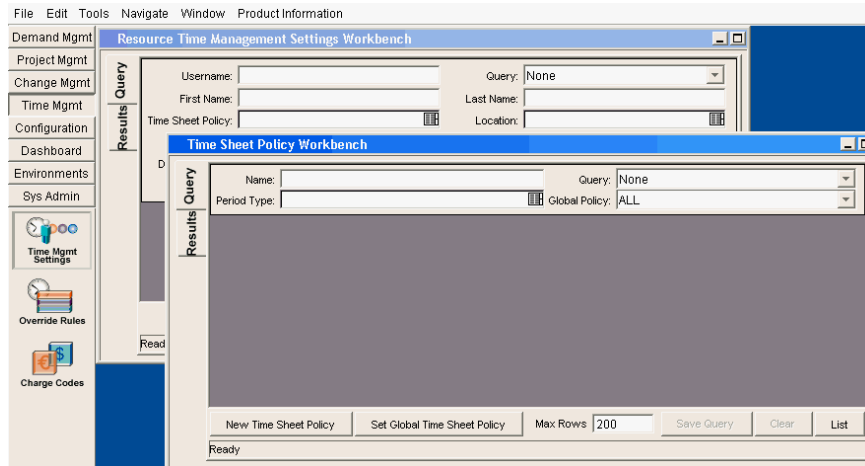 File Edit Tools Navigate Window Product Information
Demand Mgmt
Project Mgmt
Change Mgmt
Time Mgmt
Configuration
Dashboard
Environments
Sys Admin
Time Mgmt
Settings
Override Rules
Charge Codes
Resource Time Management Settings Workbench
Query
Results
Username: Query: None
First Name: Last Name:
Time Sheet Policy: Location:
D
Read
Time Sheet Policy Workbench
Query
Results
Name: Query: None
Period Type: Global Policy: ALL
New Time Sheet Policy Set Global Time Sheet Policy Max Rows 200 Save Query Clear List
Ready